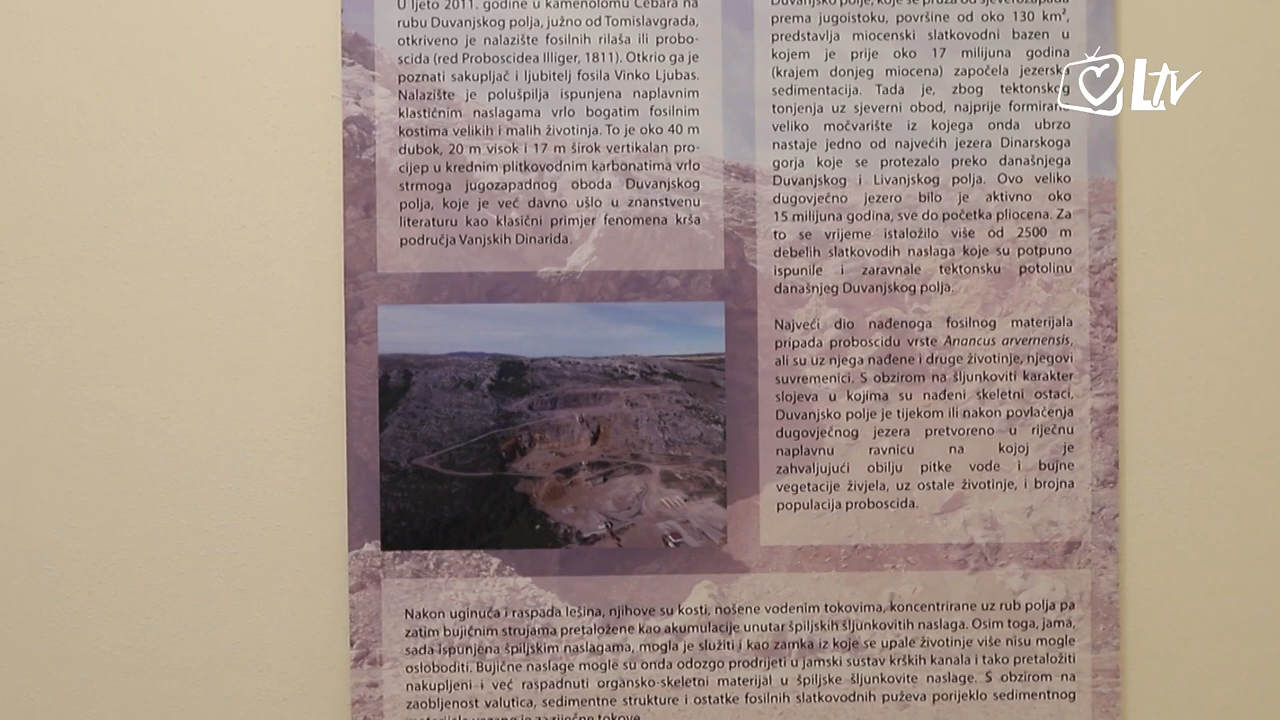 U ljeto 2011. godine u kamenolomu Cebara na
rubu Duvanjskog polja, južno od Tomislavgrada,
otkriveno je nalazište fosilnih rilaša ili probo-
scida (red Proboscidea Illiger, 1811). Otkrio ga je
poznati sakupljač i ljubitelj fosila Vinko Ljubas.
Nalazište je polušpilja ispunjena naplavnim
klastičnim naslagama vrlo bogatim fosilnim
kostima velikih i malih životinja. To je oko 40 m
dubok, 20 m visok i 17 m širok vertikalan pro-
cijep u krednim plitkovodnim karbonatima vrlo
strmoga jugozapadnog oboda Duvanjskog
polja, koje je već davno ušlo u znanstvenu
literaturu kao klasični primjer fenomena krša
područja Vanjskih Dinarida.
Duvanjsko polje, koje se pruža od sjeverozapada
prema jugoistoku, površine od oko 130 km²,
predstavlja miocenski slatkovodni bazen u
kojem je prije oko 17 milijuna godina
(krajem donjeg miocena) započela jezerska
sedimentacija. Tada je, zbog tektonskog
tonjenja uz sjeverni obod, najprije formirano
veliko močvarište iz kojega onda ubrzo
nastaje jedno od najvećih jezera Dinarskoga
gorja koje se protezalo preko današnjega
Duvanjskog i Livanjskog polja. Ovo veliko
dugovječno jezero bilo je aktivno oko
15 milijuna godina, sve do početka pliocena. Za
to se vrijeme istaložilo više od 2500 m
debelih slatkovodih naslaga koje su potpuno
ispunile i zaravnale tektonsku potolinu
današnjeg Duvanjskog polja.
Najveći dio nađenoga fosilnog materijala
pripada proboscidu vrste Anancus arvernensis,
ali su uz njega nađene i druge životinje, njegovi
suvremenici. S obzirom na šljunkoviti karakter
slojeva u kojima su nađeni skeletni ostaci,
Duvanjsko polje je tijekom ili nakon povlačenja
dugovječnog jezera pretvoreno u riječnu
naplavnu ravnicu na kojoj je
zahvaljujući obilju pitke vode i bujne
vegetacije živjela, uz ostale životinje, i brojna
populacija proboscida.
Nakon uginuća i raspada lešina, njihove su kosti, nošene vodenim tokovima, koncentrirane uz rub polja pa
zatim bujičnim strujama pretaložene kao akumulacije unutar špiljskih šljunkovitih naslaga. Osim toga, jama,
sada ispunjena špiljskim naslagama, mogla je služiti i kao zamka iz koje se upale životinje više nisu mogle
osloboditi. Bujične naslage mogle su onda odozgo prodrijeti u jamski sustav krških kanala i tako pretaložiti
nakupljeni i već raspadnuti organsko-skeletni materijal u špiljske šljunkovite naslage. S obzirom na
zaobljenost valutica, sedimentne strukture i ostatke fosilnih slatkovodnih puževa porijeklo sedimentnog
materijala vezano je za riječne tokove.
Ltv